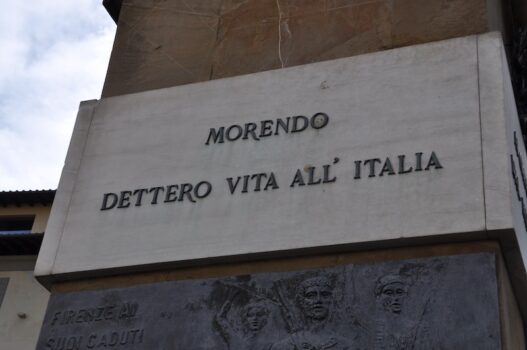 MORENDO
DETTERO VITA ALL' ITALIA
FIRENZE AI
SUOI CADUTI